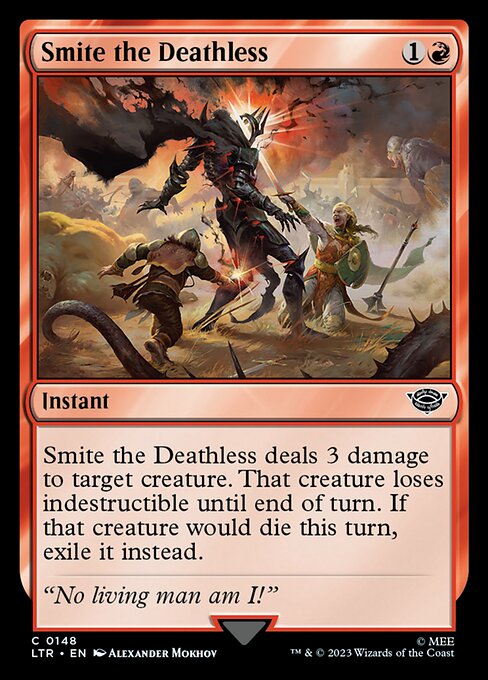 Smite the Deathless 1
Instant
Smite the Deathless deals 3 damage
to target creature. That creature loses
indestructible until end of turn. If
that creature would die this turn,
exile it instead.
“No living man am I!”
C 0148 © MEE
LTR • EN Alexander Mokhov ™ & © 2023 Wizards of the Coast